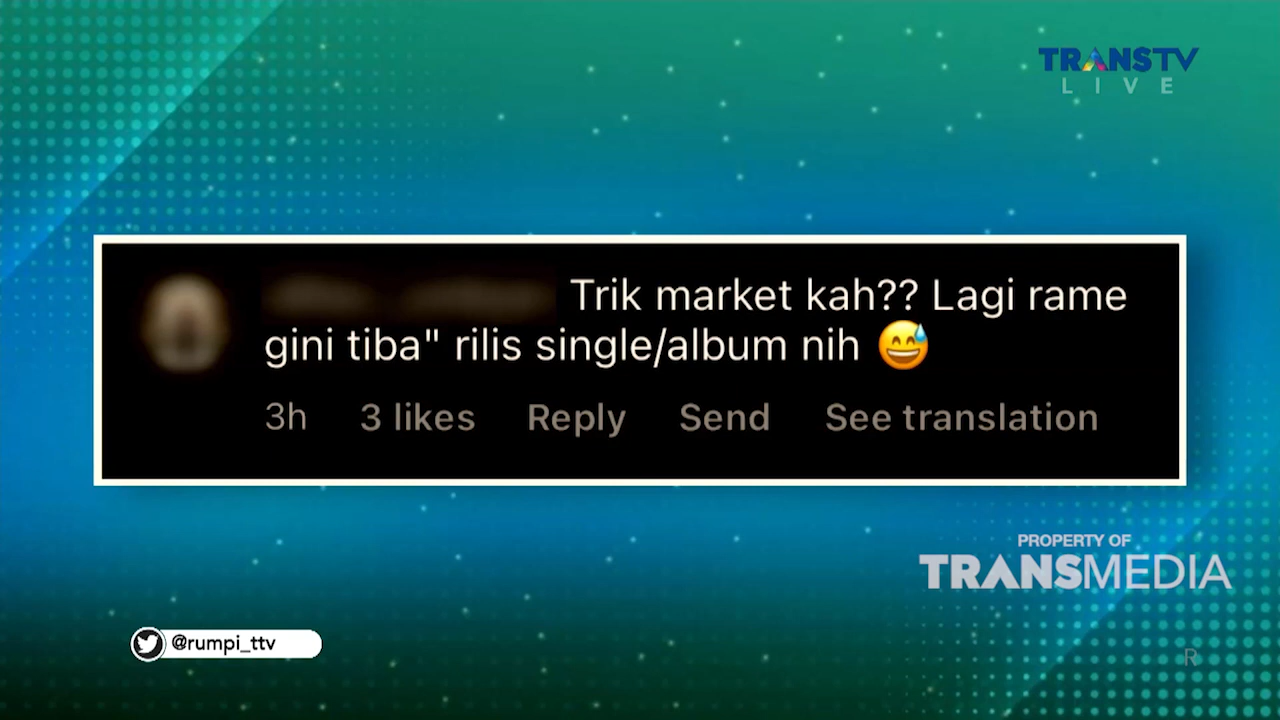 TRANSTV
LIVE
Trik market kah?? Lagi rame
gini tiba" rilis single/album nih 😅
3h 3 likes Reply Send See translation
PROPERTY OF
TRANSMEDIA
@rumpi_ttv
R